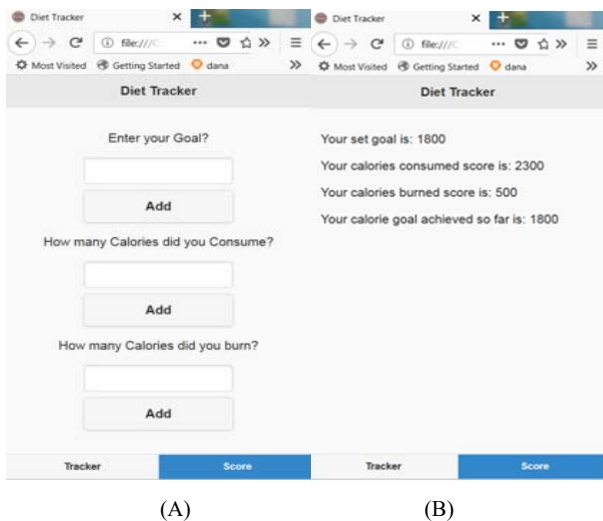 Diet Tracker
file:///C:
Most Visited Getting Started dana
Diet Tracker
Enter your Goal?
Add
How many Calories did you Consume?
Add
How many Calories did you burn?
Add
Tracker Score
(A)
Diet Tracker
file:///C:
Most Visited Getting Started dana
Diet Tracker
Your set goal is: 1800
Your calories consumed score is: 2300
Your calories burned score is: 500
Your calorie goal achieved so far is: 1800
Tracker Score
(B)